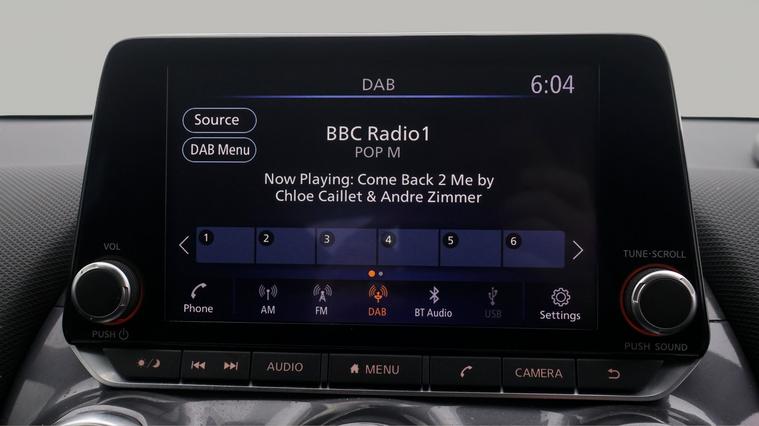 DAB
6:04
Source
DAB Menu
BBC Radio1
POP M
Now Playing: Come Back 2 Me by
Chloe Caillet & Andre Zimmer
1 2 3 4 5 6
VOL
PUSH
TUNE·SCROLL
PUSH SOUND
Phone
AM
FM
DAB
BT Audio
USB
Settings
AUDIO
MENU
CAMERA